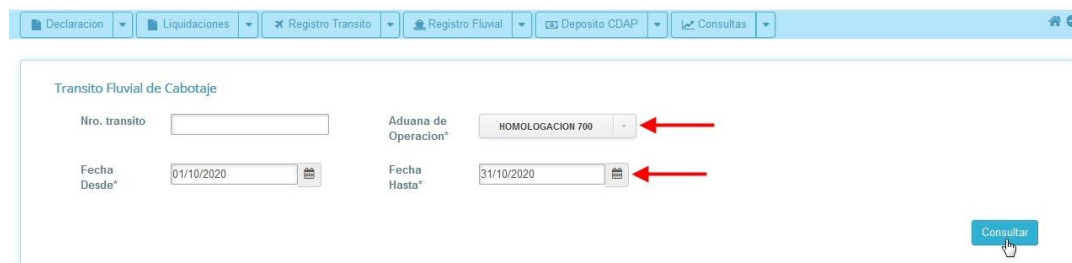 Declaracion Liquidaciones Registro Transito Registro Fluvial Deposito CDAP Consultas
Transito Fluvial de Cabotaje
Nro. transito
Aduana de Operacion*
HOMOLOGACION 700
Fecha Desde*
01/10/2020
Fecha Hasta*
31/10/2020
Consultar